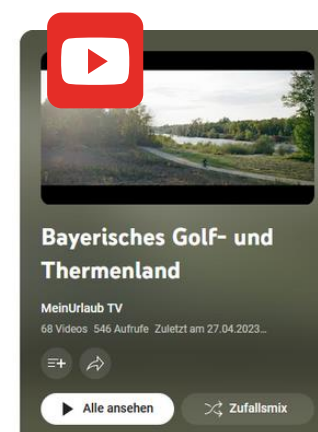 Bayerisches Golf- und
Thermenland
MeinUrlaub TV
68 Videos 546 Aufrufe Zuletzt am 27.04.2023...
Alle ansehen
Zufallsmix